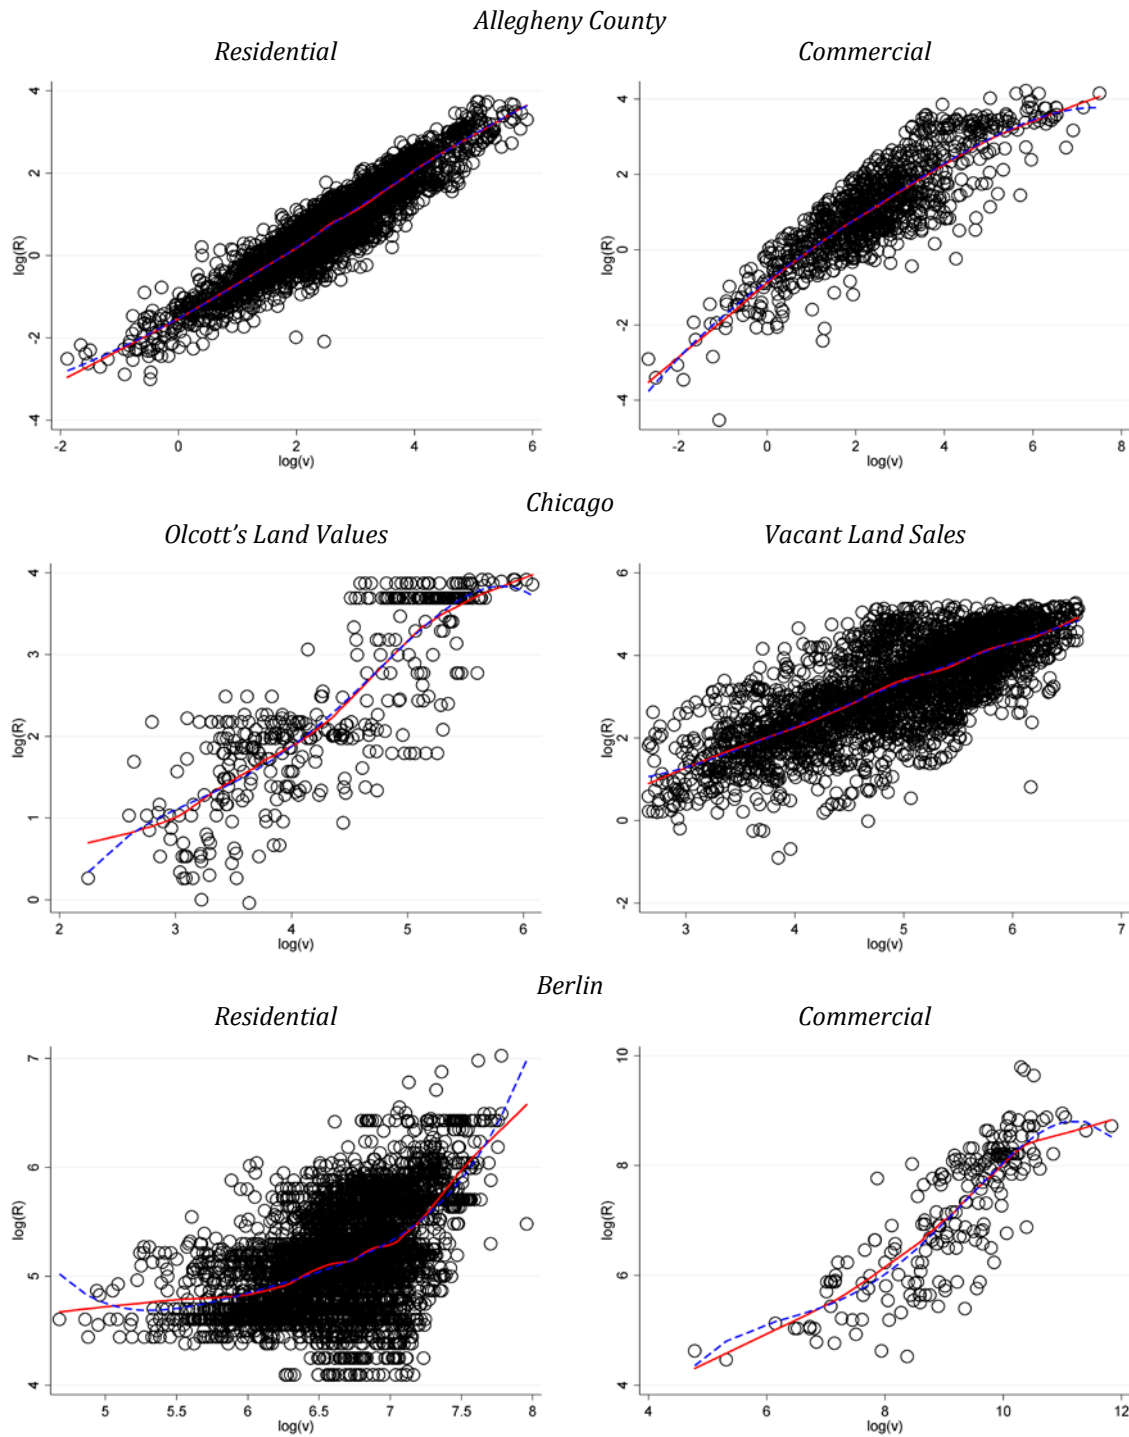 Allegheny County
Residential
Commercial
4
2
0
-2
-4
log(R)
-2 0 2 4 6
log(v)
4
2
0
-2
-4
log(R)
-2 0 2 4 6 8
log(v)
Chicago
Olcott's Land Values
Vacant Land Sales
4
3
2
1
0
log(R)
2 3 4 5 6
log(v)
6
4
2
0
-2
log(R)
3 4 5 6 7
log(v)
Berlin
Residential
Commercial
7
6
5
4
log(R)
5 5.5 6 6.5 7 7.5 8
log(v)
10
8
6
4
log(R)
4 6 8 10 12
log(v)